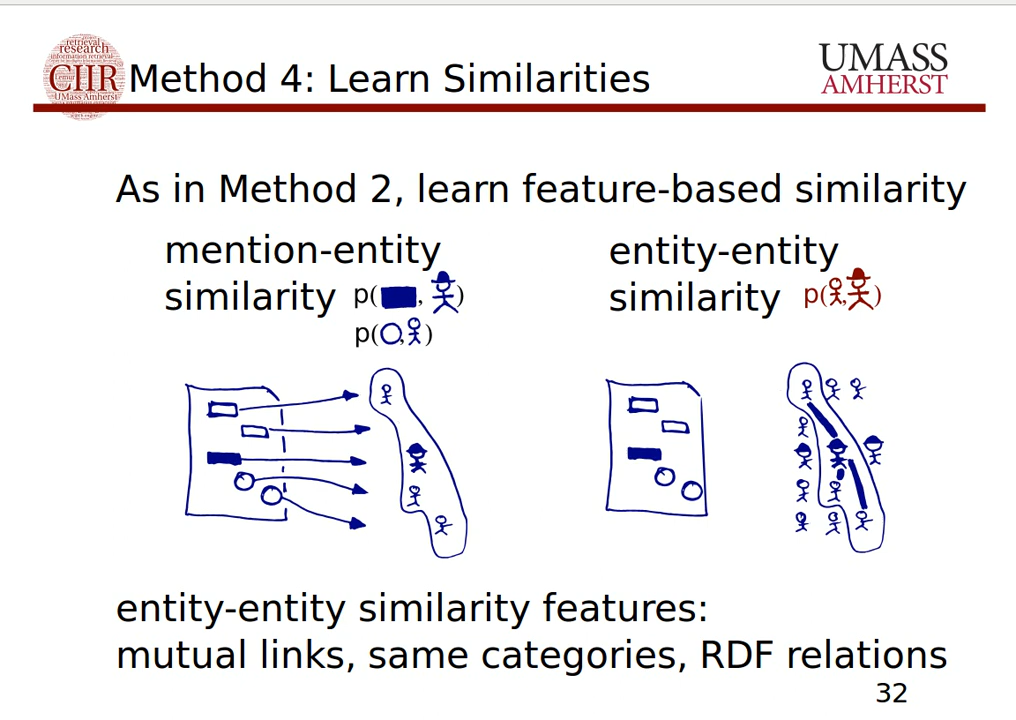 retrieval
research
information retrieval
CIIR
UMass Amherst
Method 4: Learn Similarities
UMASS
AMHERST
As in Method 2, learn feature-based similarity
mention-entity
similarity p( , )
p( , )
entity-entity
similarity p( , )
entity-entity similarity features:
mutual links, same categories, RDF relations
32